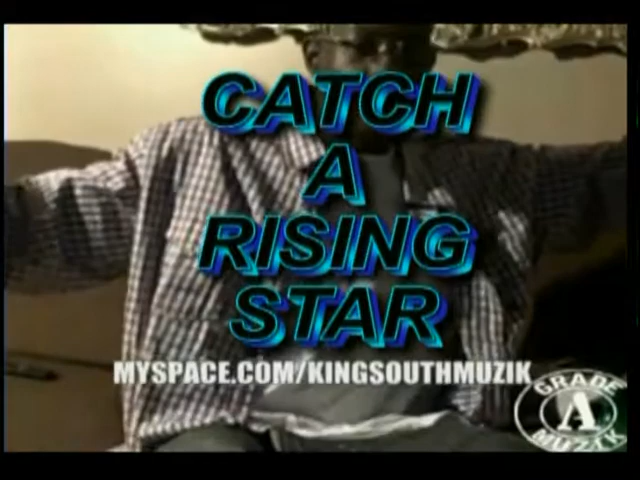 CATCH
A
RISING
STAR
MYSPACE.COM/KINGSOUTHMUZIK
GRADE
A
MUZIK